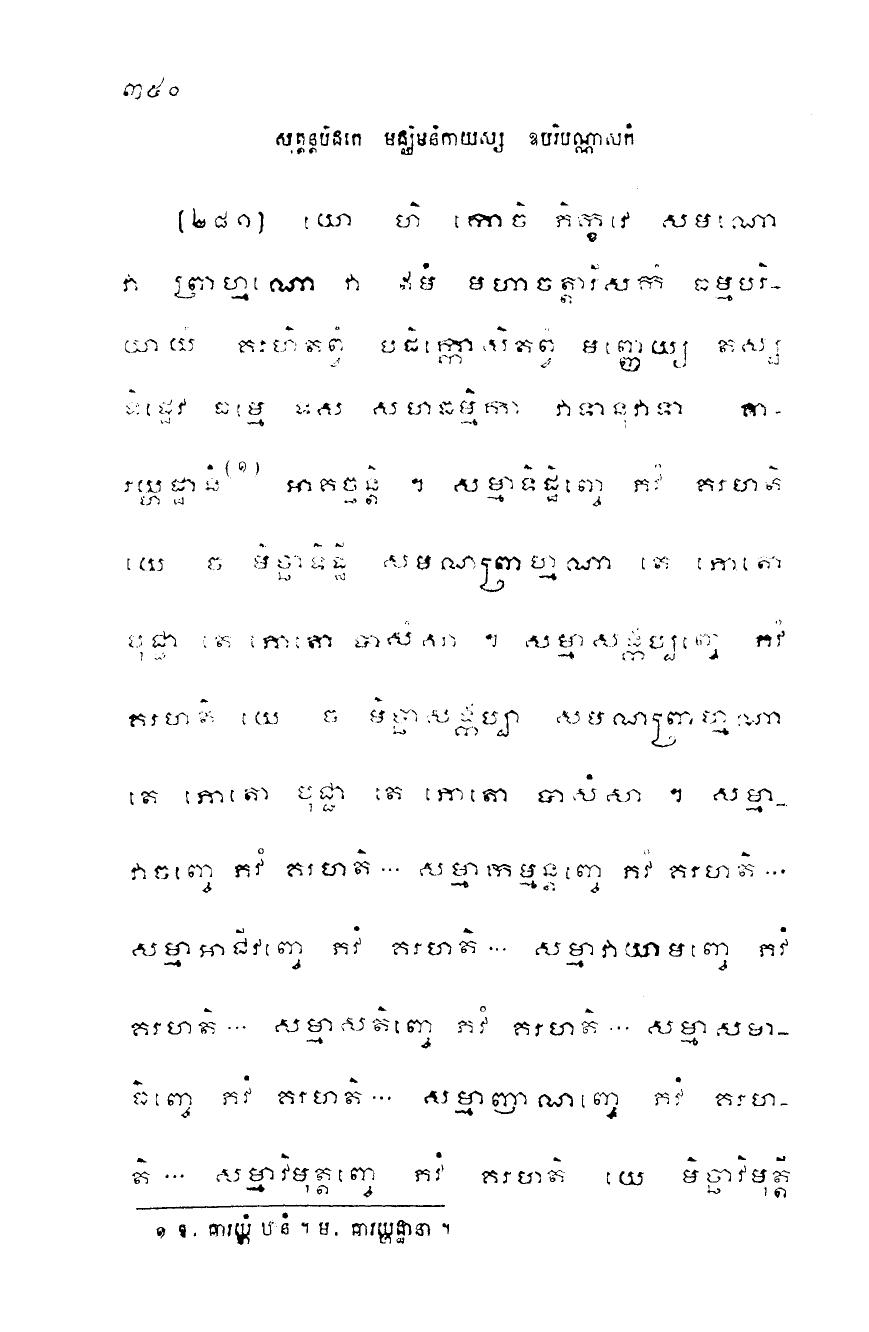 ៣៤០
សុត្តន្តបិដកេ មជ្ឈិមនិកាយស្ស ឧបរិបណ្ណាសកំ
[២៨១] យោ ហិ កោចិ ភិក្ខវេ សមណោ
វា ព្រាហ្មណោ វា ឥមំ មហាចត្តារីសកំ ធម្មបរិ-
យាយំ គរហិតព្វំ បដិក្កោសិតព្វំ មញ្ញេយ្យ តស្ស
ទិដ្ឋេវ ធម្មេ ទស សហធម្មិកា វាទានុវាទា គា-
រយ្ហដ្ឋានំ(១) អាគច្ឆន្តិ ។ សម្មាទិដ្ឋិញ្ចេ ភវំ គរហតិ
យេ ច មិច្ឆាទិដ្ឋី សមណព្រាហ្មណា តេ ភោតោ
បុជ្ជា តេ ភោតោ បាសំសា ។ សម្មាសង្កប្បញ្ចេ ភវំ
គរហតិ យេ ច មិច្ឆាសង្កប្បា សមណព្រាហ្មណា
តេ ភោតោ បុជ្ជា តេ ភោតោ បាសំសា ។ សម្មា-
វាចញ្ចេ ភវំ គរហតិ ... សម្មាកម្មន្តញ្ចេ ភវំ គរហតិ ...
សម្មាអាជីវញ្ចេ ភវំ គរហតិ ... សម្មាវាយាមញ្ចេ ភវំ
គរហតិ ... សម្មាសតិញ្ចេ ភវំ គរហតិ ... សម្មាសមា-
ធិញ្ចេ ភវំ គរហតិ ... សម្មាញាណញ្ចេ ភវំ គរហ-
តិ ... សម្មាវិមុត្តញ្ចេ ភវំ គរហតិ យេ មិច្ឆាវិមុត្តី
១ ឱ. គារយ្ហំ ឋានំ ។ ម. គារយ្ហដ្ឋានា ។